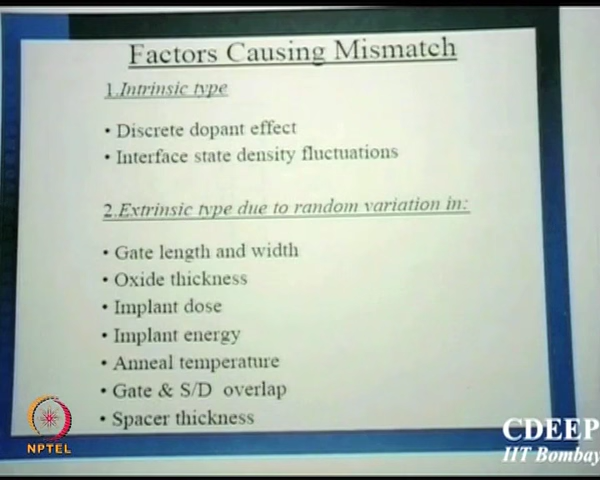 Factors Causing Mismatch
1.Intrinsic type
• Discrete dopant effect
• Interface state density fluctuations
2.Extrinsic type due to random variation in:
• Gate length and width
• Oxide thickness
• Implant dose
• Implant energy
• Anneal temperature
• Gate & S/D overlap
• Spacer thickness
NPTEL
CDEEP
IIT Bombay